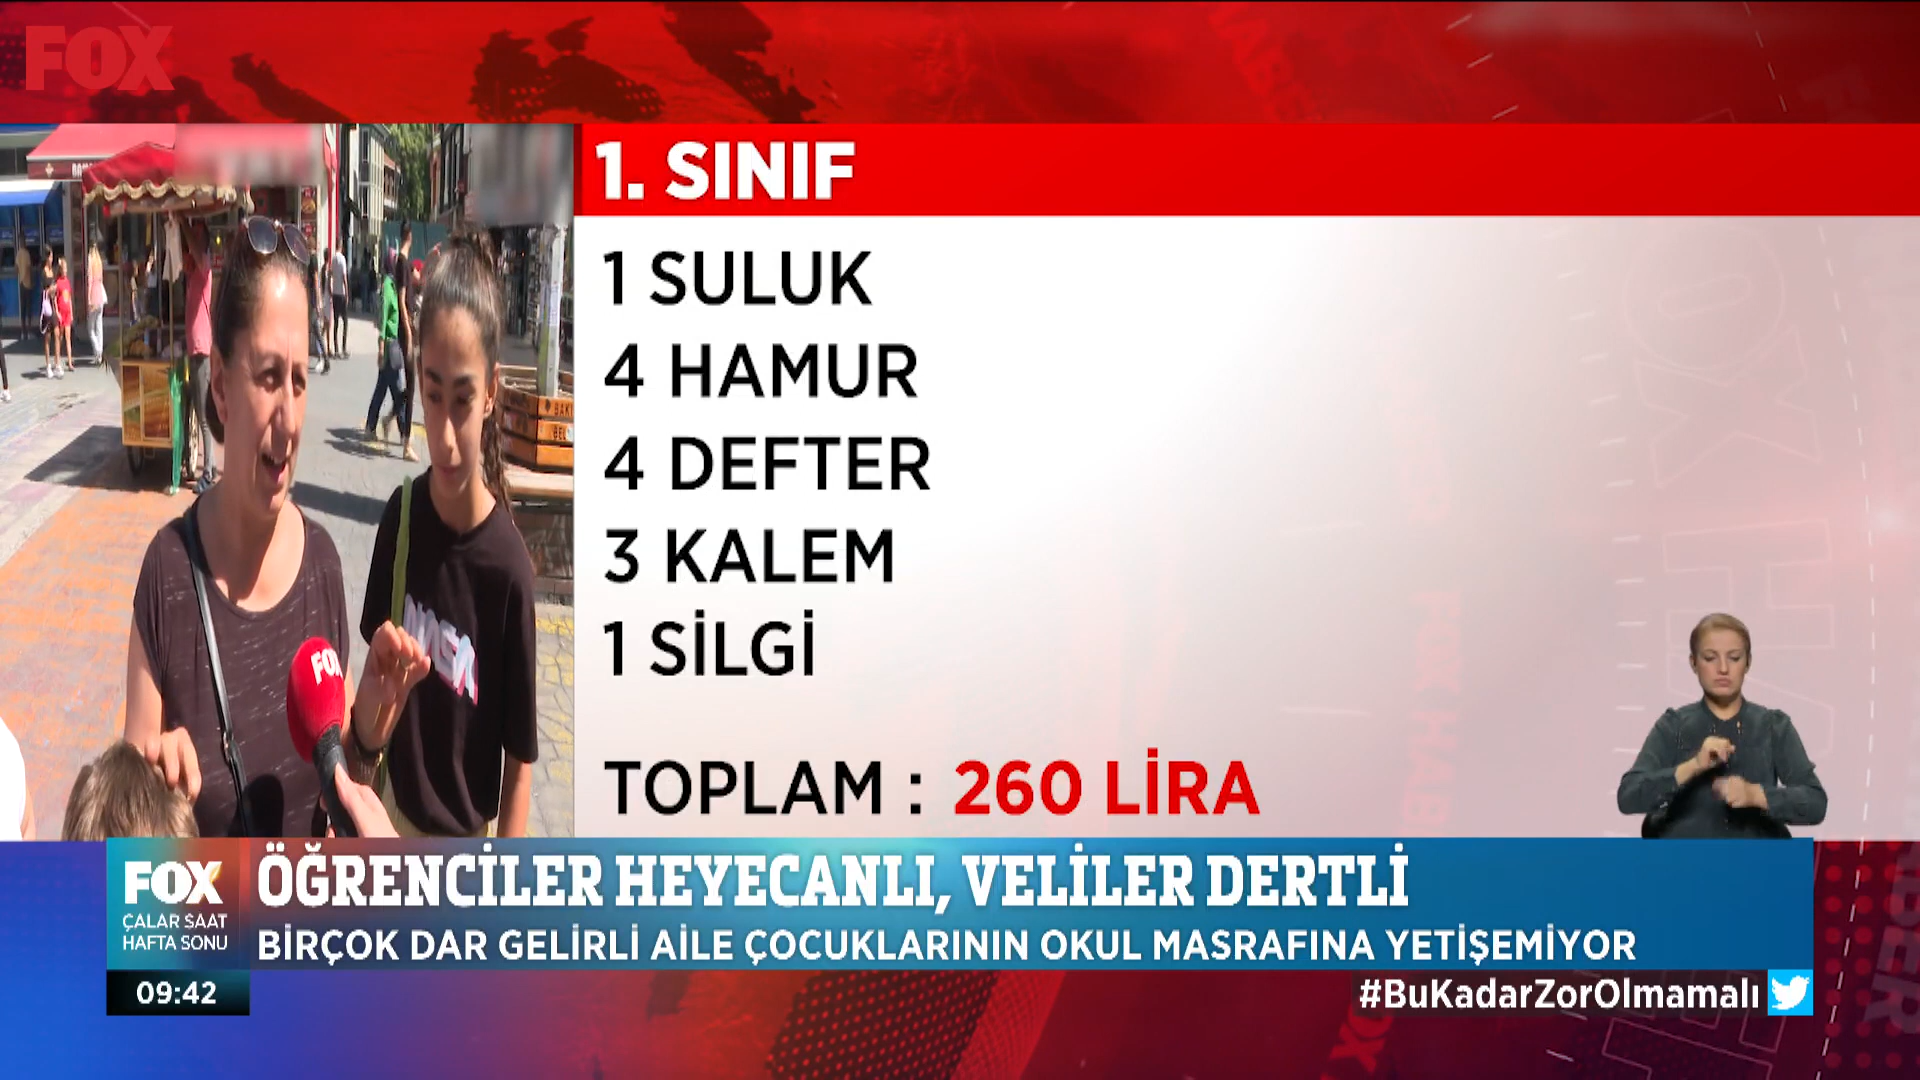 FOX
1. SINIF
1 SULUK
4 HAMUR
4 DEFTER
3 KALEM
1 SİLGİ
TOPLAM : 260 LİRA
FOX
FOX
ÇALAR SAAT
HAFTA SONU
ÖĞRENCİLER HEYECANLI, VELİLER DERTLİ
BİRÇOK DAR GELİRLİ AİLE ÇOCUKLARININ OKUL MASRAFINA YETİŞEMİYOR
09:42
#BuKadarZorOlmamalı